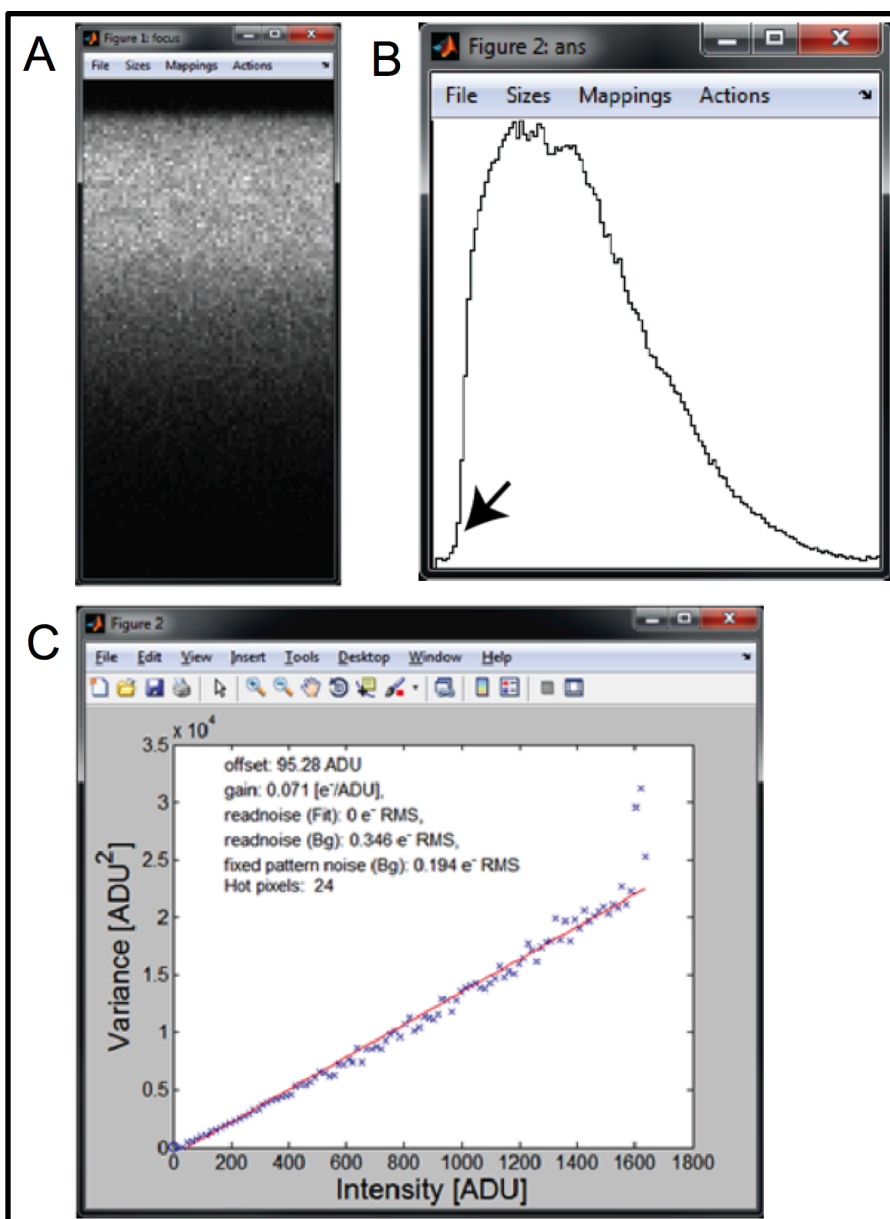 A
Figure 1: focus
File Sizes Mappings Actions
B
Figure 2: ans
File Sizes Mappings Actions
C
Figure 2
File Edit View Insert Tools Desktop Window Help
x 10^4
3.5
3
2.5
2
1.5
1
0.5
0
Variance [ADU^2]
offset: 95.28 ADU
gain: 0.071 [e^-/ADU],
readnoise (Fit): 0 e^- RMS,
readnoise (Bg): 0.346 e^- RMS,
fixed pattern noise (Bg): 0.194 e^- RMS
Hot pixels: 24
0 200 400 600 800 1000 1200 1400 1600 1800
Intensity [ADU]